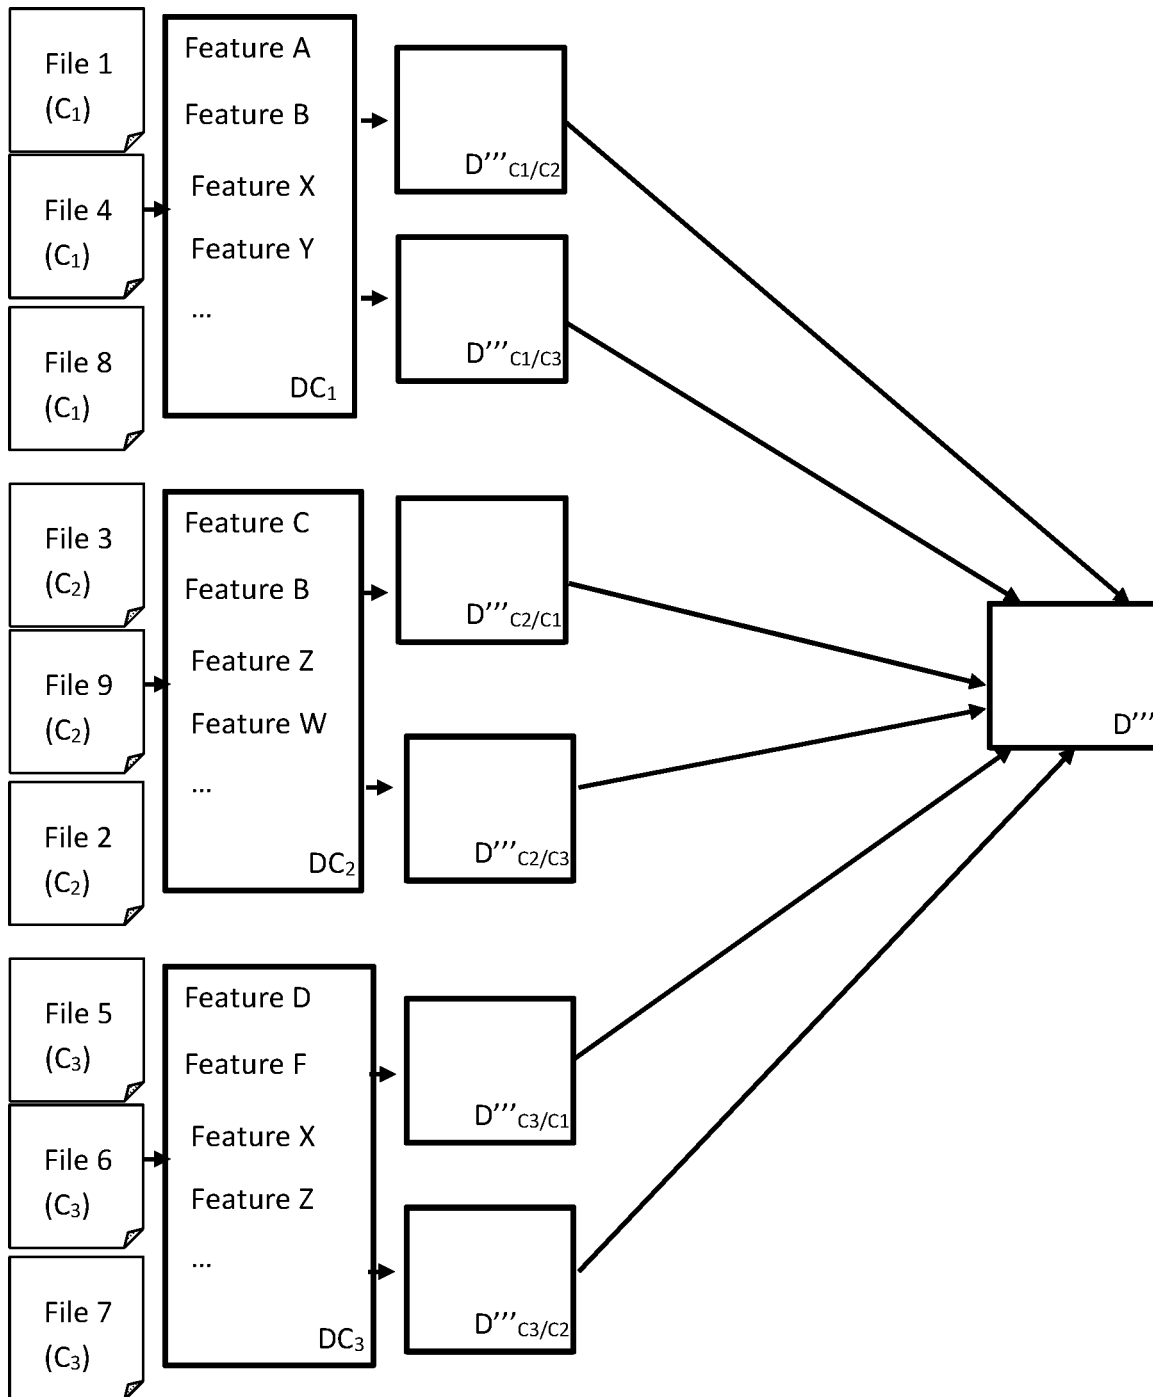 File 1
(C₁)
File 4
(C₁)
File 8
(C₁)
Feature A
Feature B
Feature X
Feature Y
...
DC₁
D'''C1/C2
D'''C1/C3
File 3
(C₂)
File 9
(C₂)
File 2
(C₂)
Feature C
Feature B
Feature Z
Feature W
...
DC₂
D'''C2/C1
D'''C2/C3
D'''
File 5
(C₃)
File 6
(C₃)
File 7
(C₃)
Feature D
Feature F
Feature X
Feature Z
...
DC₃
D'''C3/C1
D'''C3/C2